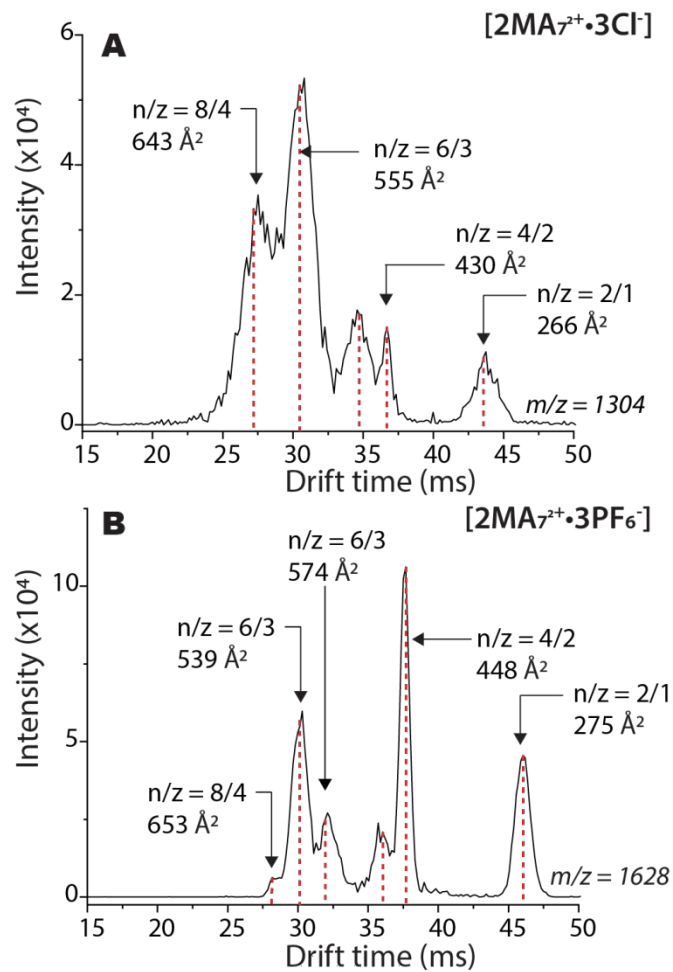 A
[2MA₇²⁺•3Cl⁻]
6
4
2
0
Intensity (x10⁴)
n/z = 8/4
643 Å²
n/z = 6/3
555 Å²
n/z = 4/2
430 Å²
n/z = 2/1
266 Å²
m/z = 1304
15 20 25 30 35 40 45 50
Drift time (ms)
B
[2MA₇²⁺•3PF₆⁻]
10
5
0
Intensity (x10⁴)
n/z = 6/3
574 Å²
n/z = 6/3
539 Å²
n/z = 4/2
448 Å²
n/z = 2/1
275 Å²
n/z = 8/4
653 Å²
m/z = 1628
15 20 25 30 35 40 45 50
Drift time (ms)